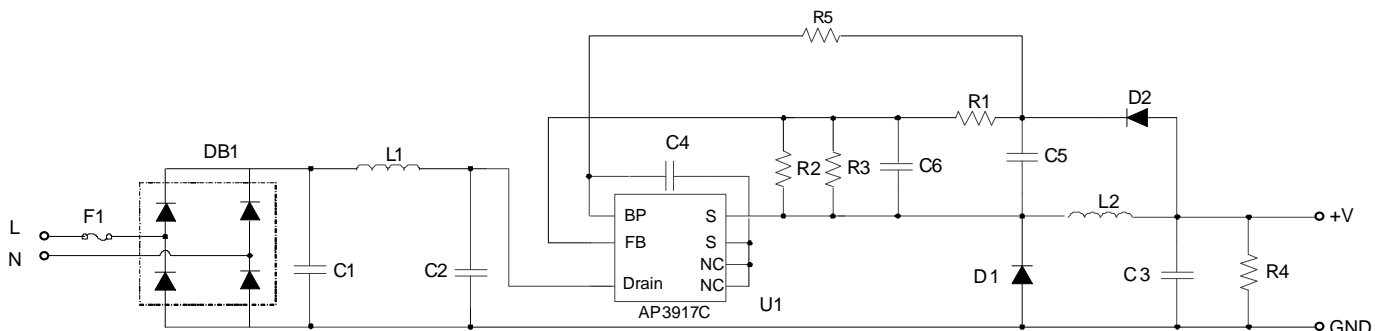 R5
R1
D2
DB1
L1
C4
R2
R3
C6
C5
L2
L
F1
N
BP
S
FB
S
NC
Drain
NC
AP3917C
U1
C1
C2
D1
C3
R4
+V
GND